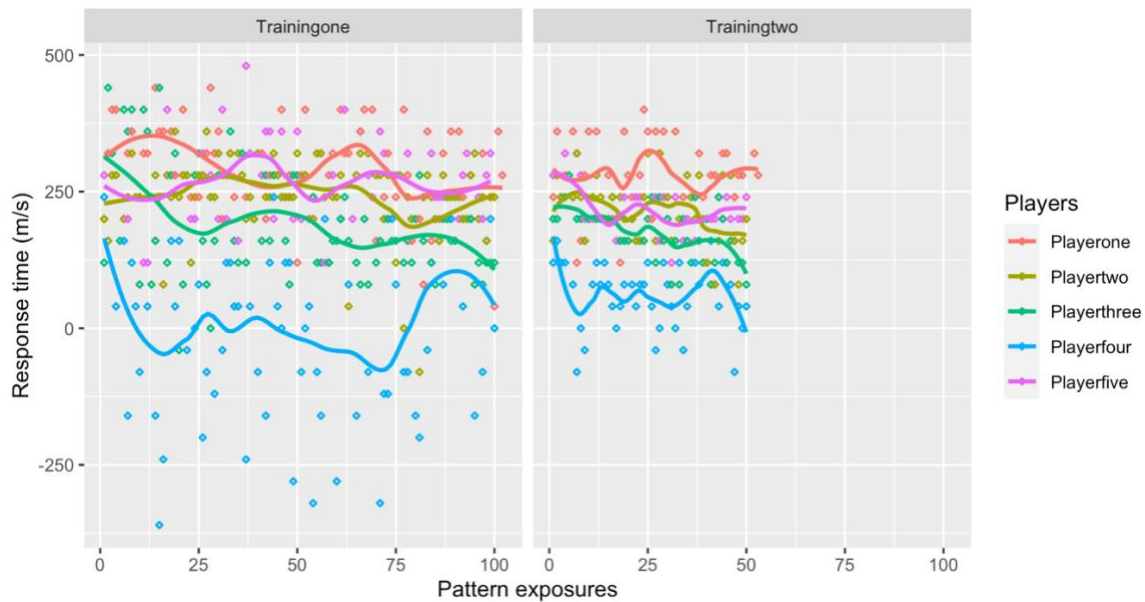 Trainingone
Trainingtwo
500
250
0
-250
Response time (m/s)
0
25
50
75
100
0
25
50
75
100
Pattern exposures
Players
Playerone
Playertwo
Playerthree
Playerfour
Playerfive